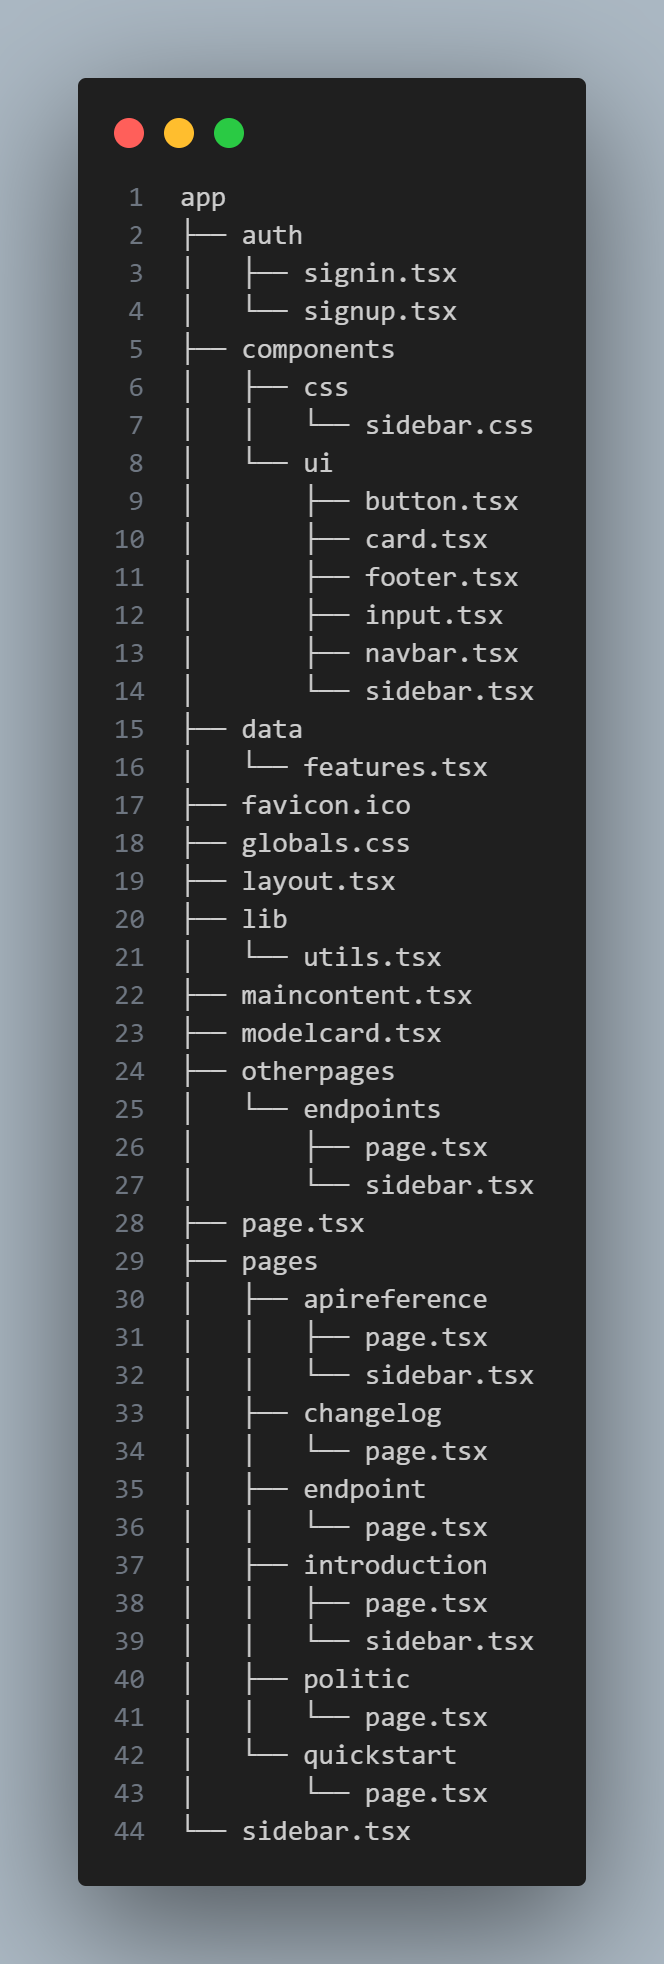 1 app
2 ├── auth
3 │   ├── signin.tsx
4 │   └── signup.tsx
5 ├── components
6 │   ├── css
7 │   │   └── sidebar.css
8 │   └── ui
9 │       ├── button.tsx
10 │       ├── card.tsx
11 │       ├── footer.tsx
12 │       ├── input.tsx
13 │       ├── navbar.tsx
14 │       └── sidebar.tsx
15 ├── data
16 │   └── features.tsx
17 ├── favicon.ico
18 ├── globals.css
19 ├── layout.tsx
20 ├── lib
21 │   └── utils.tsx
22 ├── maincontent.tsx
23 ├── modelcard.tsx
24 ├── otherpages
25 │   └── endpoints
26 │       ├── page.tsx
27 │       └── sidebar.tsx
28 ├── page.tsx
29 ├── pages
30 │   ├── apireference
31 │   │   ├── page.tsx
32 │   │   └── sidebar.tsx
33 │   ├── changelog
34 │   │   └── page.tsx
35 │   ├── endpoint
36 │   │   └── page.tsx
37 │   ├── introduction
38 │   │   ├── page.tsx
39 │   │   └── sidebar.tsx
40 │   ├── politic
41 │   │   └── page.tsx
42 │   └── quickstart
43 │       └── page.tsx
44 └── sidebar.tsx